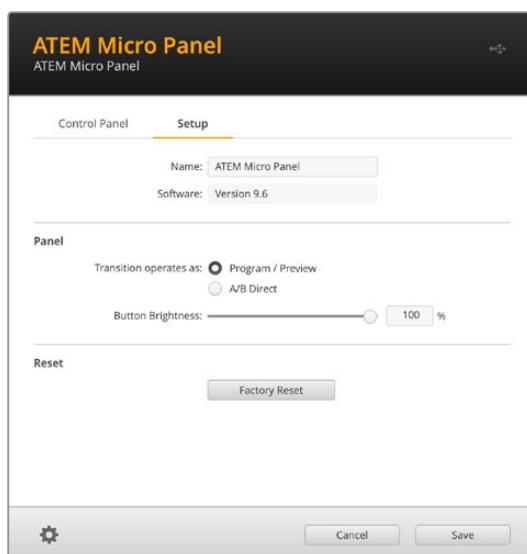 ATEM Micro Panel
ATEM Micro Panel
Control Panel Setup
Name: ATEM Micro Panel
Software: Version 9.6
Panel
Transition operates as: Program / Preview
A/B Direct
Button Brightness: 100 %
Reset
Factory Reset
Cancel Save